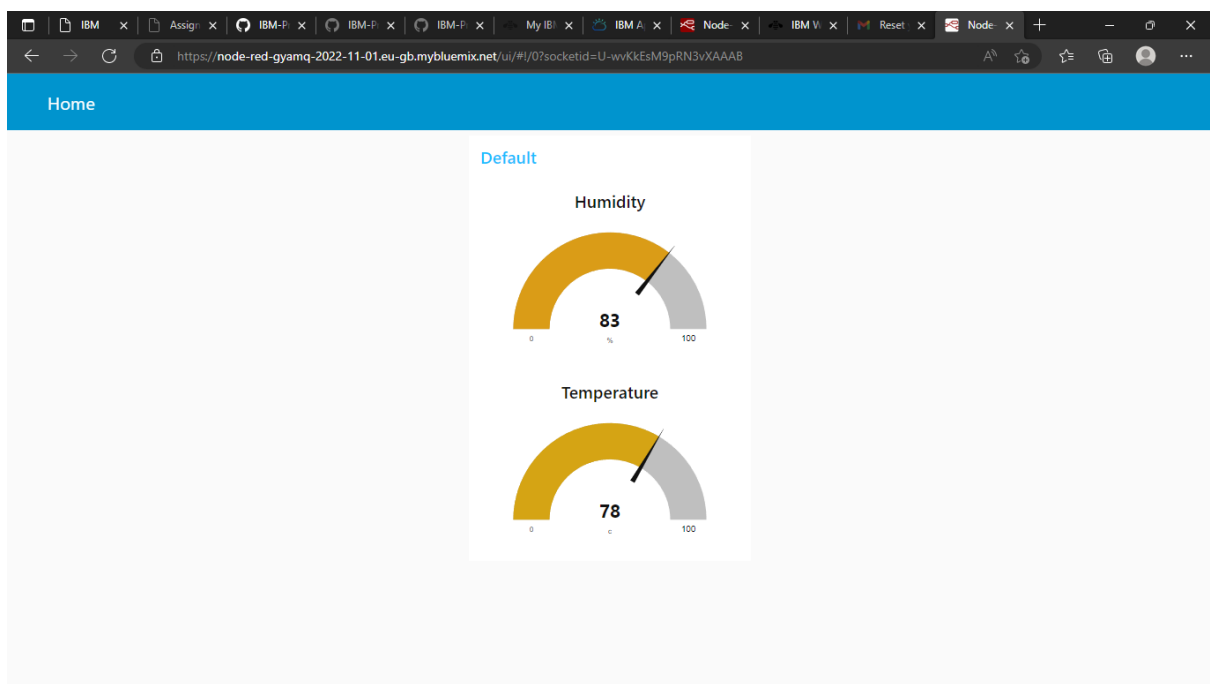 IBM
Assign
IBM-P
IBM-P
IBM-P
My IB
IBM A
Node-
IBM W
Reset
Node-
https://node-red-gyamq-2022-11-01.eu-gb.mybluemix.net/ui/#!/0?socketid=U-wvKkEsM9pRN3vXAAAB
Home
Default
Humidity
83
0 % 100
Temperature
78
0 c 100